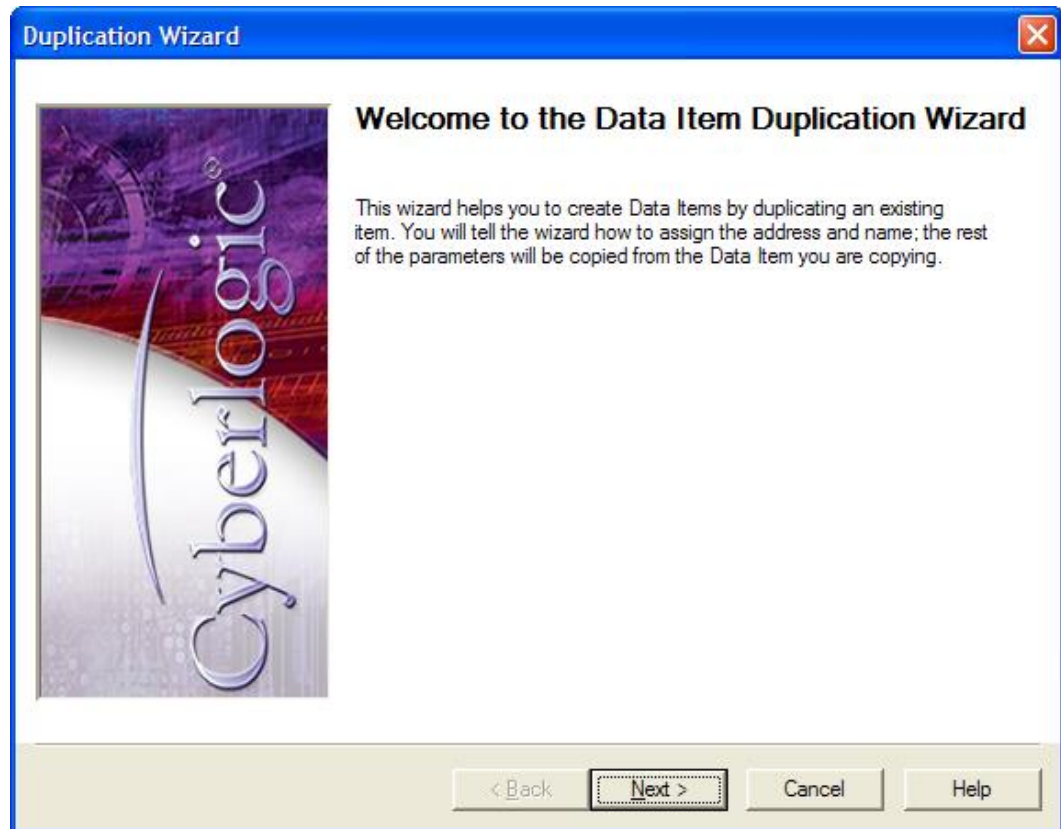 Duplication Wizard
Cyberlogic®
Welcome to the Data Item Duplication Wizard
This wizard helps you to create Data Items by duplicating an existing
item. You will tell the wizard how to assign the address and name; the rest
of the parameters will be copied from the Data Item you are copying.
< Back
Next >
Cancel
Help